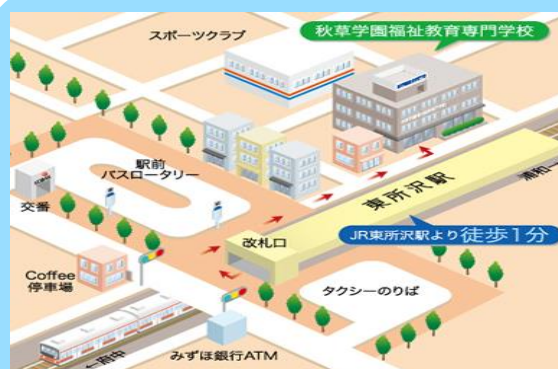 スポーツクラブ
秋草学園福祉教育専門学校
駅前
バスロータリー
交番
東所沢駅
浦和→
改札口
JR東所沢駅より徒歩1分
Coffee
停車場
タクシーのりば
みずほ銀行ATM
←府中